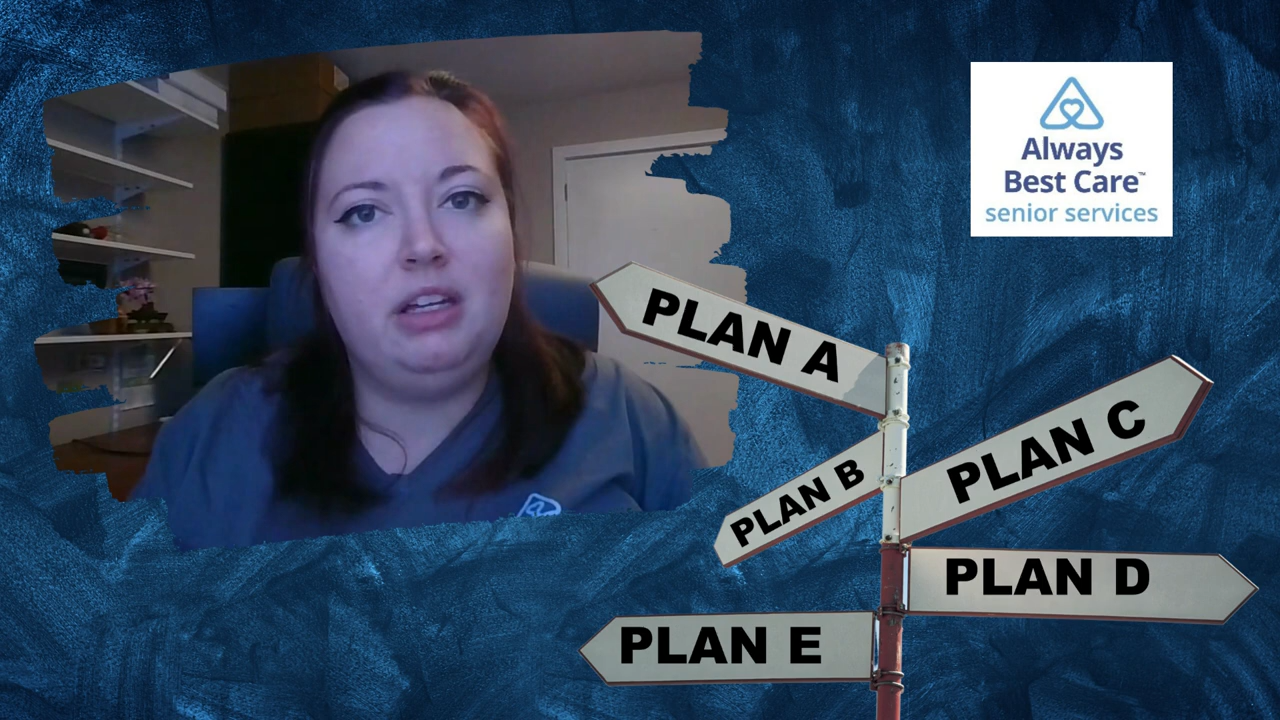 Always
Best Care™
senior services
PLAN A
PLAN C
PLAN B
PLAN D
PLAN E